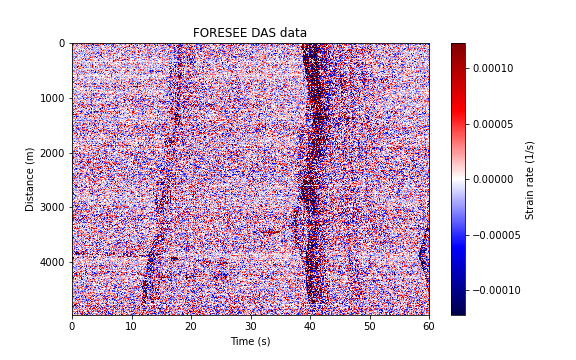 FORESEE DAS data
0
1000
2000
3000
4000
Distance (m)
0 10 20 30 40 50 60
Time (s)
0.00010
0.00005
0.00000
−0.00005
−0.00010
Strain rate (1/s)